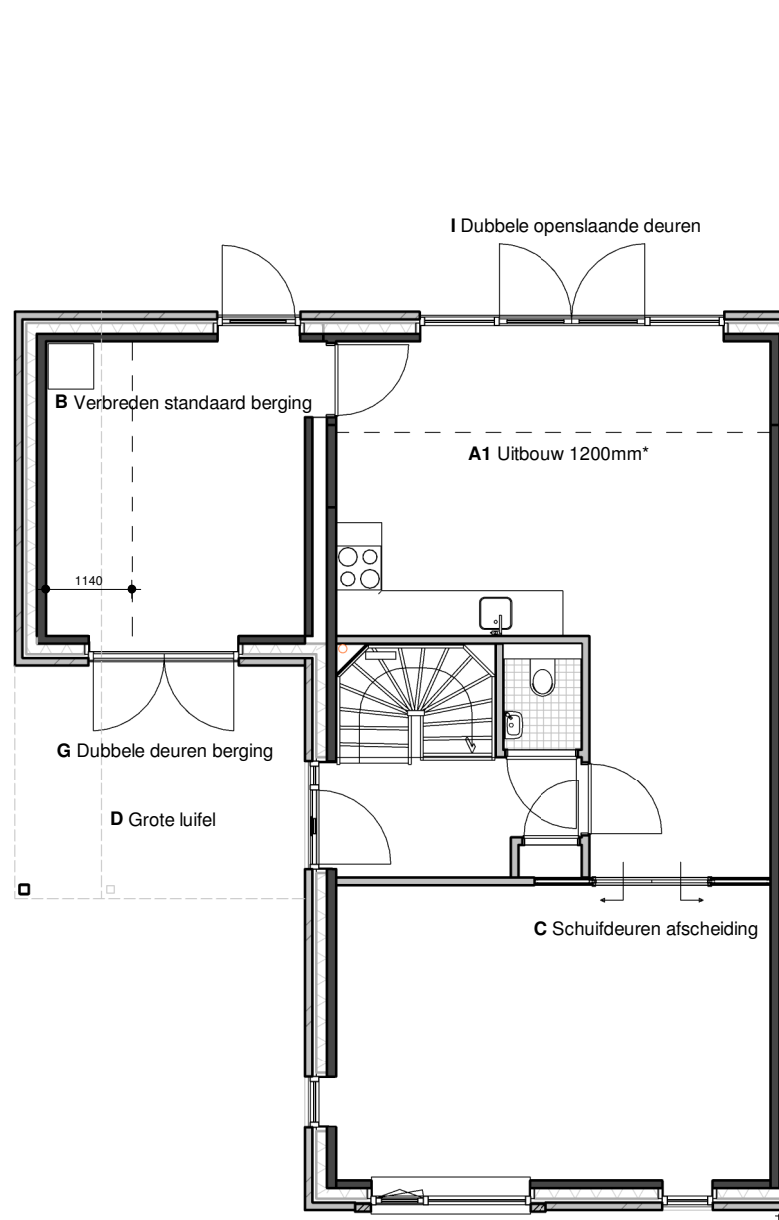 I Dubbele openslaande deuren
B Verbreden standaard berging
A1 Uitbouw 1200mm*
1140
G Dubbele deuren berging
D Grote luifel
C Schuifdeuren afscheiding